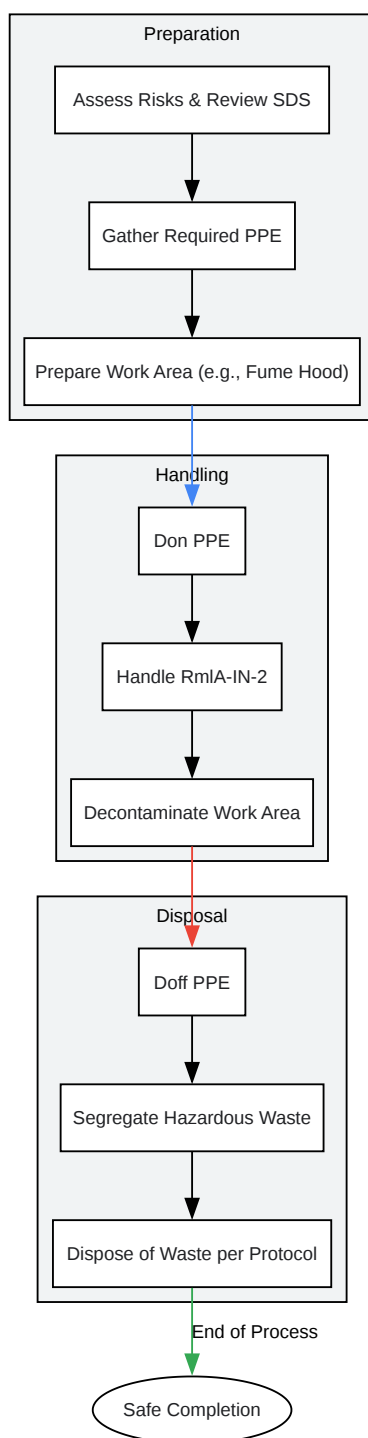 Preparation
Assess Risks & Review SDS
Gather Required PPE
Prepare Work Area (e.g., Fume Hood)
Handling
Don PPE
Handle RmlA-IN-2
Decontaminate Work Area
Disposal
Doff PPE
Segregate Hazardous Waste
Dispose of Waste per Protocol
End of Process
Safe Completion